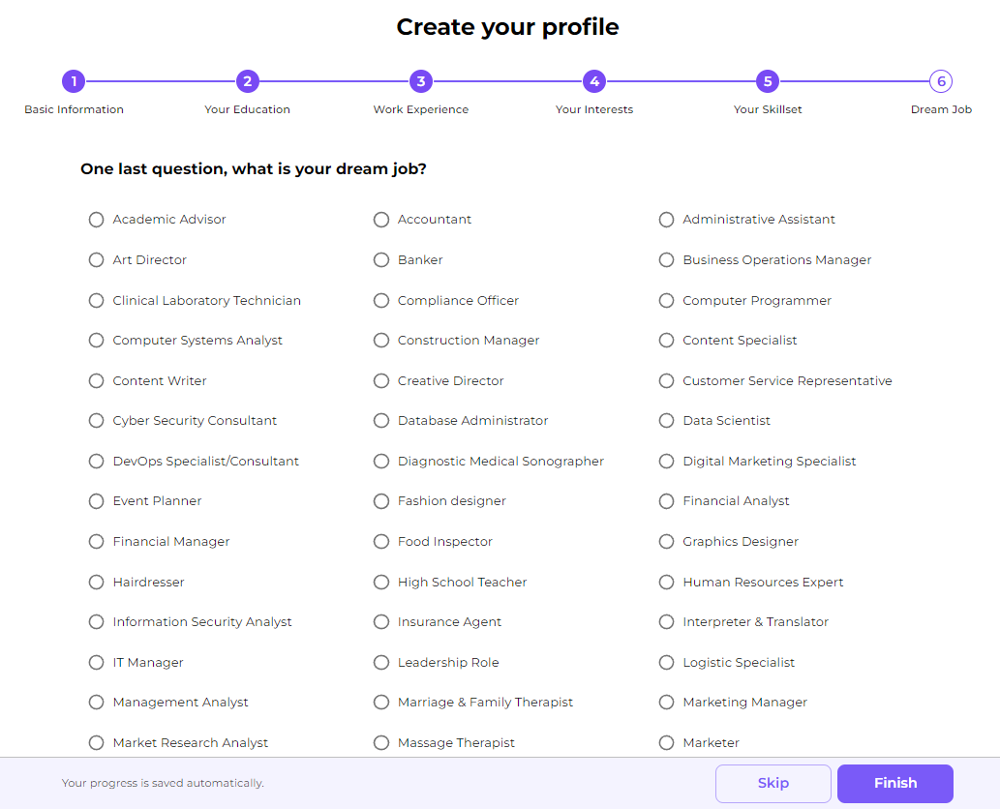 Create your profile
1 2 3 4 5 6
Basic Information Your Education Work Experience Your Interests Your Skillset Dream Job
One last question, what is your dream job?
Academic Advisor Accountant Administrative Assistant
Art Director Banker Business Operations Manager
Clinical Laboratory Technician Compliance Officer Computer Programmer
Computer Systems Analyst Construction Manager Content Specialist
Content Writer Creative Director Customer Service Representative
Cyber Security Consultant Database Administrator Data Scientist
DevOps Specialist/Consultant Diagnostic Medical Sonographer Digital Marketing Specialist
Event Planner Fashion designer Financial Analyst
Financial Manager Food Inspector Graphics Designer
Hairdresser High School Teacher Human Resources Expert
Information Security Analyst Insurance Agent Interpreter & Translator
IT Manager Leadership Role Logistic Specialist
Management Analyst Marriage & Family Therapist Marketing Manager
Market Research Analyst Massage Therapist Marketer
Your progress is saved automatically. Skip Finish